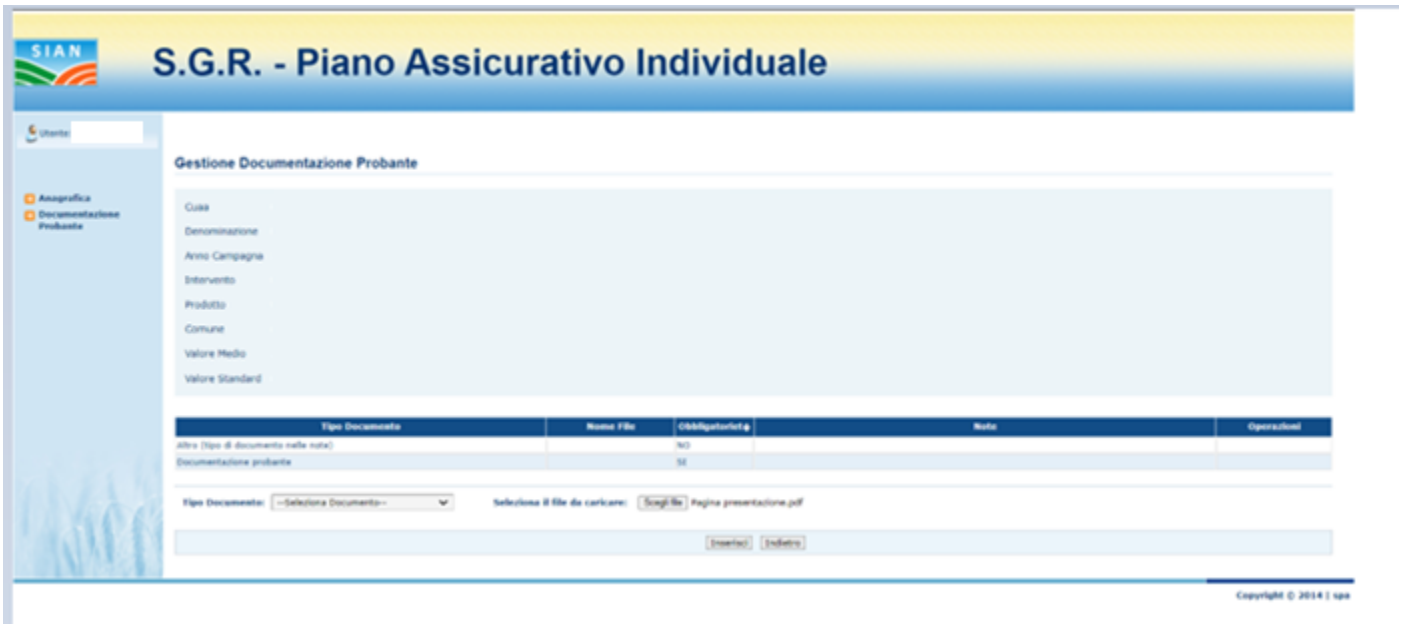 SIAN
S.G.R. - Piano Assicurativo Individuale
Utente:
Anagrafica
Documentazione
Probante
Gestione Documentazione Probante
Cuaa
Denominazione
Anno Campagna
Intervento
Prodotto
Comune
Valore Medio
Valore Standard
Tipo Documento Nome File Obbligatorietà Note Operazioni
Altro (tipo di documento nelle note) NO
Documentazione probante SI
Tipo Documento: --Seleziona Documento-- Seleziona il file da caricare: Scegli file Pagina presentazione.pdf
Inserisci Indietro
Copyright © 2014 | spa